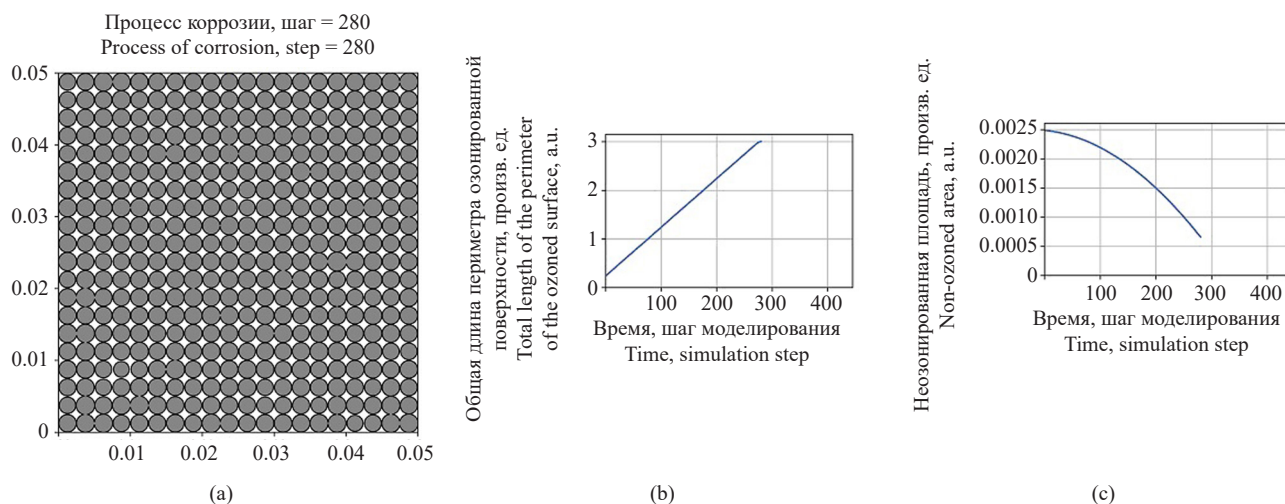 Процесс коррозии, шаг = 280
Process of corrosion, step = 280
0.05
0.04
0.03
0.02
0.01
0
0.01
0.02
0.03
0.04
0.05
(a)
Общая длина периметра озонированной
поверхности, произв. ед.
Total length of the perimeter
of the ozoned surface, a.u.
3
2
1
0
100
200
300
400
Время, шаг моделирования
Time, simulation step
(b)
Неозонированная площадь, произв. ед.
Non-ozoned area, a.u.
0.0025
0.0020
0.0015
0.0010
0.0005
0
100
200
300
400
Время, шаг моделирования
Time, simulation step
(c)